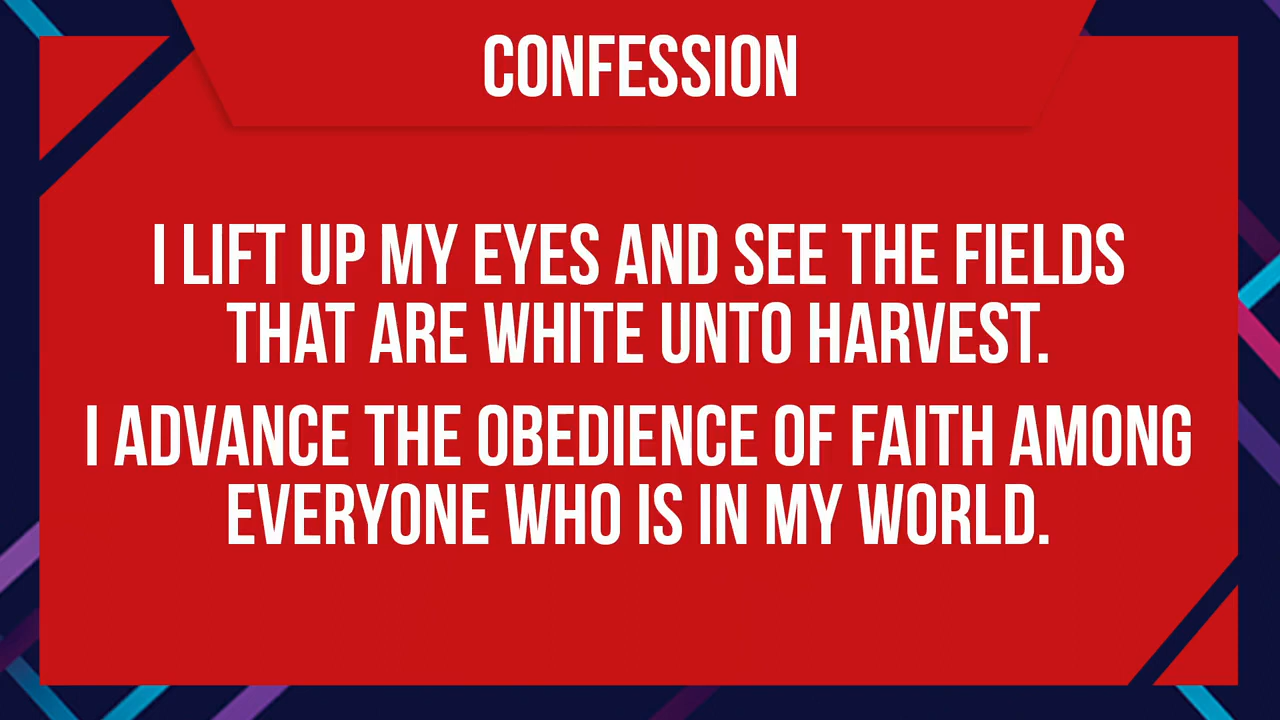 CONFESSION
I LIFT UP MY EYES AND SEE THE FIELDS
THAT ARE WHITE UNTO HARVEST.
I ADVANCE THE OBEDIENCE OF FAITH AMONG
EVERYONE WHO IS IN MY WORLD.